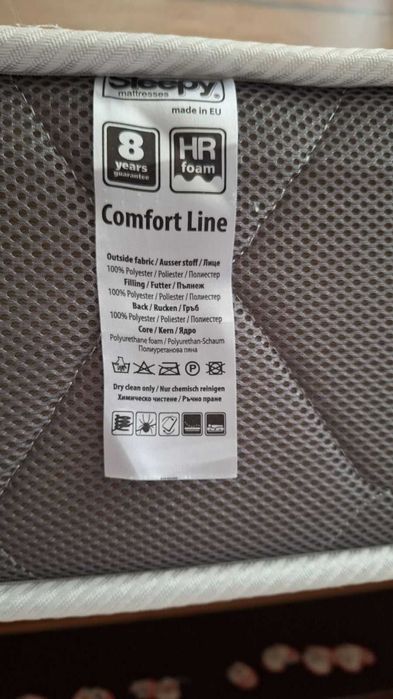 Sleepy®
mattresses
made in EU
8
years
guarantee
HR
foam
Comfort Line
Outside fabric / Ausser stoff / Лице
100% Polyester / Poliester / Полиестер
Filling / Futter / Пълнеж
100% Polyester / Poliester / Полиестер
Back / Rucken / Гръб
100% Polyester / Poliester / Полиестер
Core / Kern / Ядро
Polyurethane foam / Polyurethan-Schaum
Полиуретанова пяна
P
Dry clean only / Nur chemisch reinigen
Химическо чистене / Ръчно пране